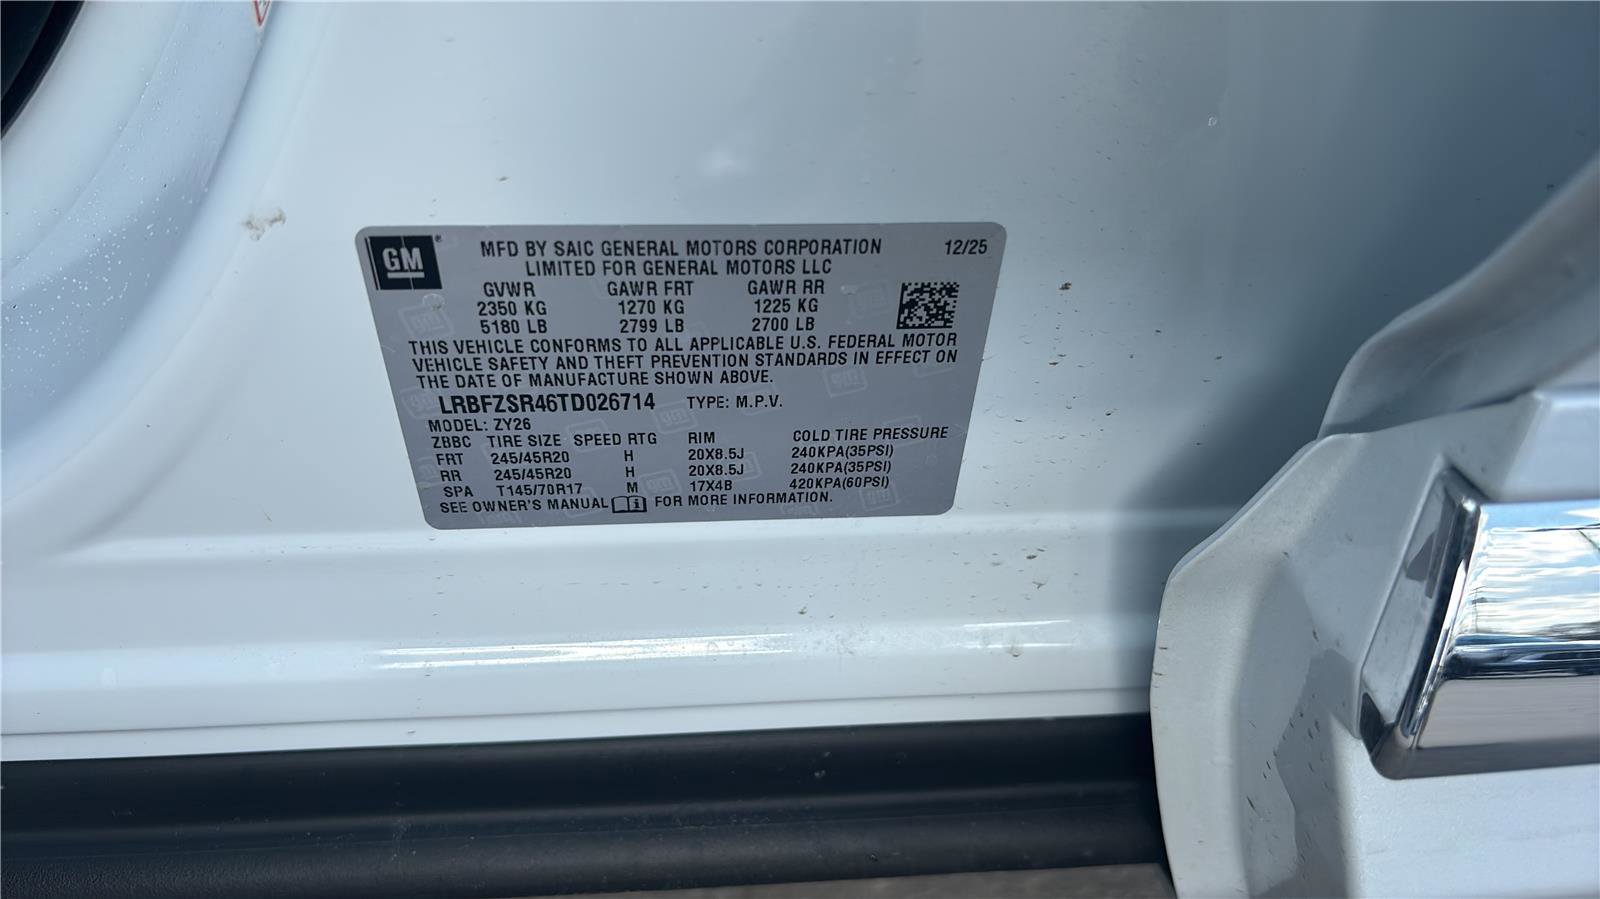 GM
MFD BY SAIC GENERAL MOTORS CORPORATION 12/25
LIMITED FOR GENERAL MOTORS LLC
GVWR GAWR FRT GAWR RR
2350 KG 1270 KG 1225 KG
5180 LB 2799 LB 2700 LB
THIS VEHICLE CONFORMS TO ALL APPLICABLE U.S. FEDERAL MOTOR
VEHICLE SAFETY AND THEFT PREVENTION STANDARDS IN EFFECT ON
THE DATE OF MANUFACTURE SHOWN ABOVE.
LRBFZSR46TD026714 TYPE: M.P.V.
MODEL: ZY26
ZBBC TIRE SIZE SPEED RTG RIM COLD TIRE PRESSURE
FRT 245/45R20 H 20X8.5J 240KPA(35PSI)
RR 245/45R20 H 20X8.5J 240KPA(35PSI)
SPA T145/70R17 M 17X4B 420KPA(60PSI)
SEE OWNER'S MANUAL i FOR MORE INFORMATION.